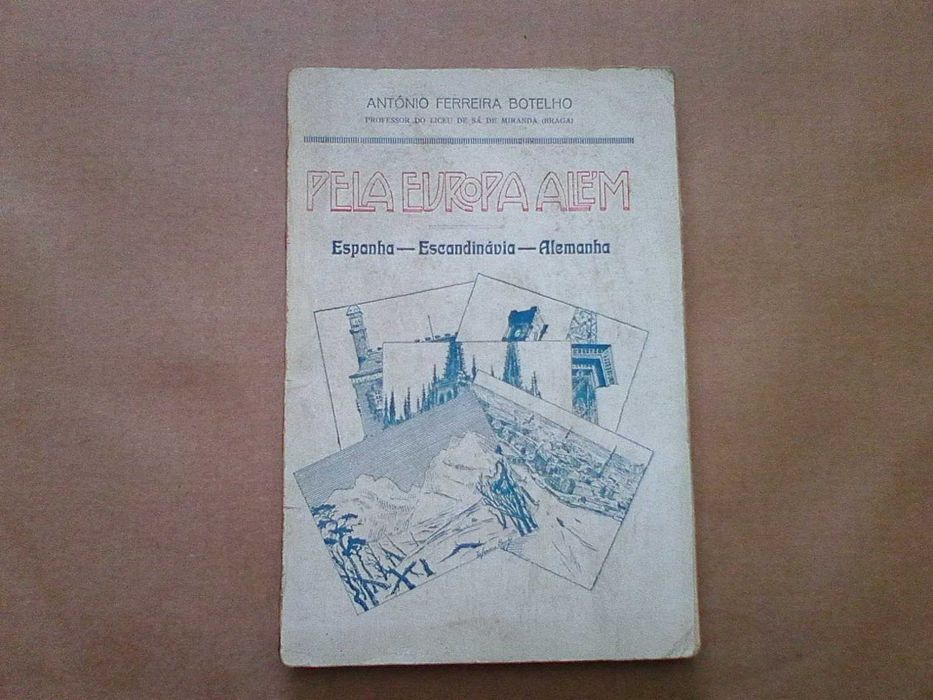 ANTÓNIO FERREIRA BOTELHO
PROFESSOR DO LICEU DE SÁ DE MIRANDA (BRAGA)
PELA EUROPA ALÉM
Espanha — Escandinávia — Alemanha